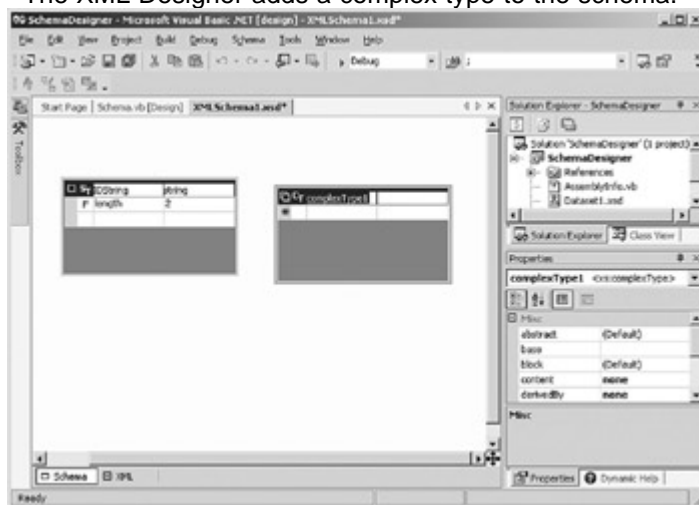 The XML Designer adds a complex type to the schema.
SchemaDesigner - Microsoft Visual Basic .NET [design] - XMLSchema1.xsd*
File Edit View Project Build Debug Schema Tools Window Help
Debug
Start Page Schema.vb [Design] XMLSchema1.xsd*
Solution Explorer - SchemaDesigner
Toolbox
Solution 'SchemaDesigner' (1 project)
SchemaDesigner
References
AssemblyInfo.vb
Dataset1.xsd
IDString string
F length 2
complexType1
Solution Explorer Class View
Properties
complexType1 <xs:complexType>
Misc
abstract (Default)
base
block (Default)
content none
derivedBy none
Misc
Schema XML
Properties Dynamic Help
Ready